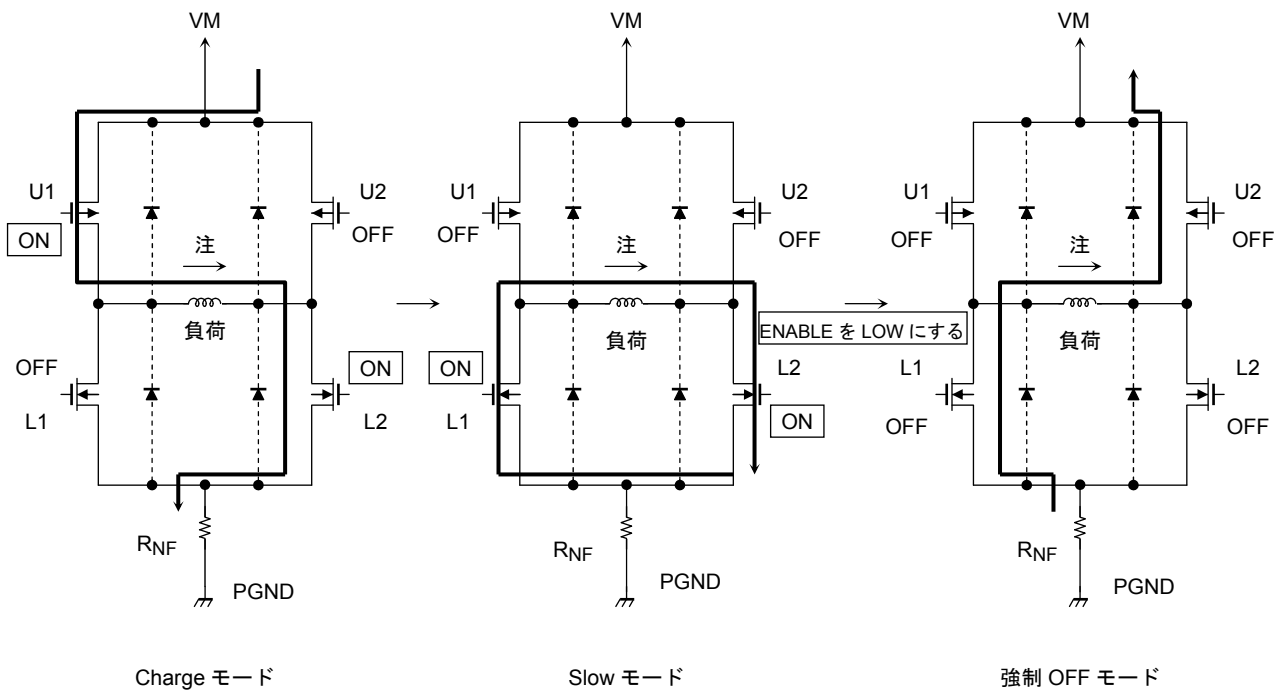 VM
U1
ON
U2
OFF
注
負荷
OFF
L1
ON
L2
RNF
PGND
Charge モード
VM
U1
OFF
U2
OFF
注
負荷
ON
L1
L2
ON
RNF
PGND
Slow モード
ENABLE を LOW にする
VM
U1
OFF
U2
OFF
注
負荷
L1
OFF
L2
OFF
RNF
PGND
強制 OFF モード